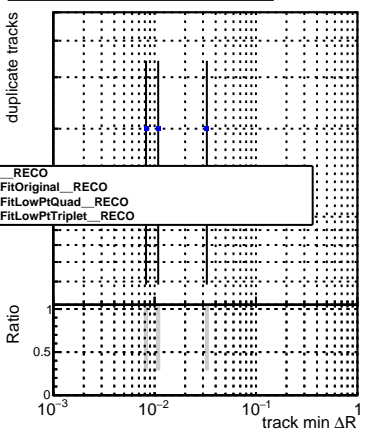 duplicate tracks
__RECO
FitOriginal__RECO
FitLowPtQuad__RECO
FitLowPtTriplet__RECO
Ratio
1
0.5
0
10⁻³ 10⁻² 10⁻¹ 1
track min ΔR